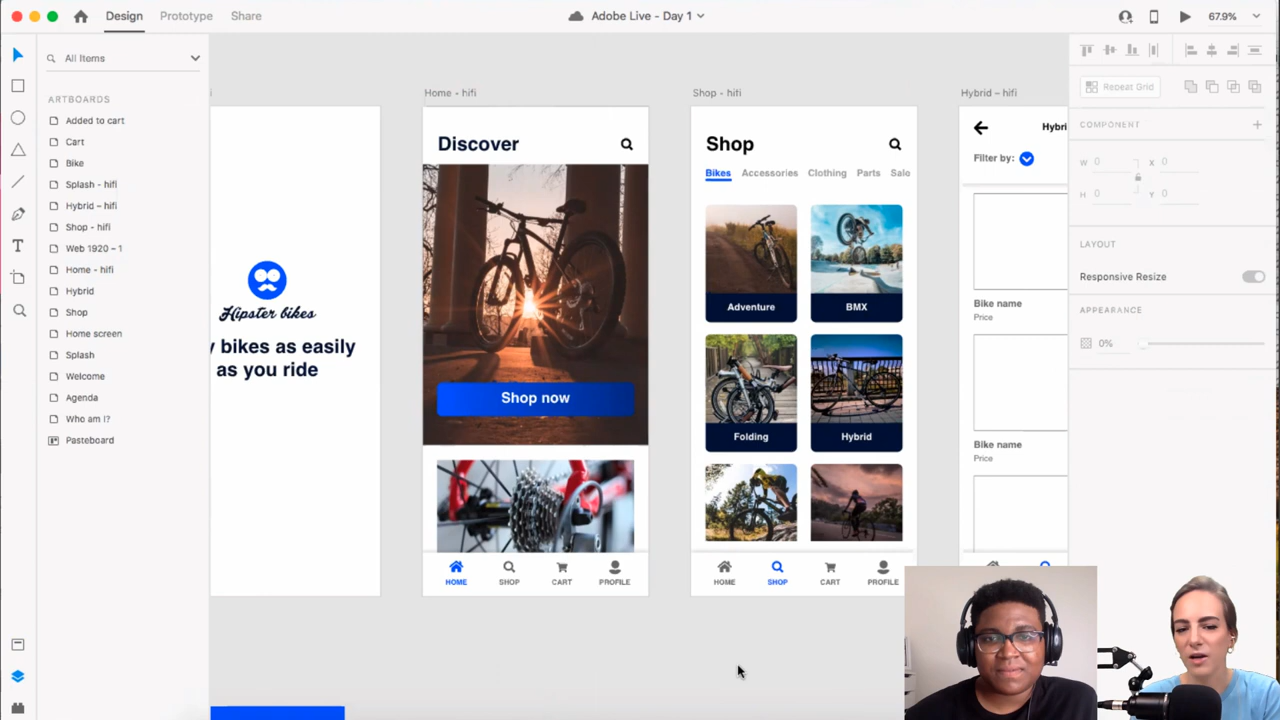 Design
Prototype
Share
Adobe Live - Day 1
67.9%
All Items
ARTBOARDS
Added to cart
Cart
Bike
Splash - hifi
Hybrid – hifi
Shop - hifi
Web 1920 – 1
Home - hifi
Hybrid
Shop
Home screen
Splash
Welcome
Agenda
Who am I?
Pasteboard
Hipster bikes
y bikes as easily
as you ride
Home - hifi
Discover
Shop now
HOME
SHOP
CART
PROFILE
Shop - hifi
Shop
Bikes
Accessories
Clothing
Parts
Sale
Adventure
BMX
Folding
Hybrid
HOME
SHOP
CART
PROFILE
Hybrid – hifi
Hybri
Filter by:
Bike name
Price
Bike name
Price
Repeat Grid
COMPONENT
W 0
X 0
H 0
Y 0
LAYOUT
Responsive Resize
APPEARANCE
0%